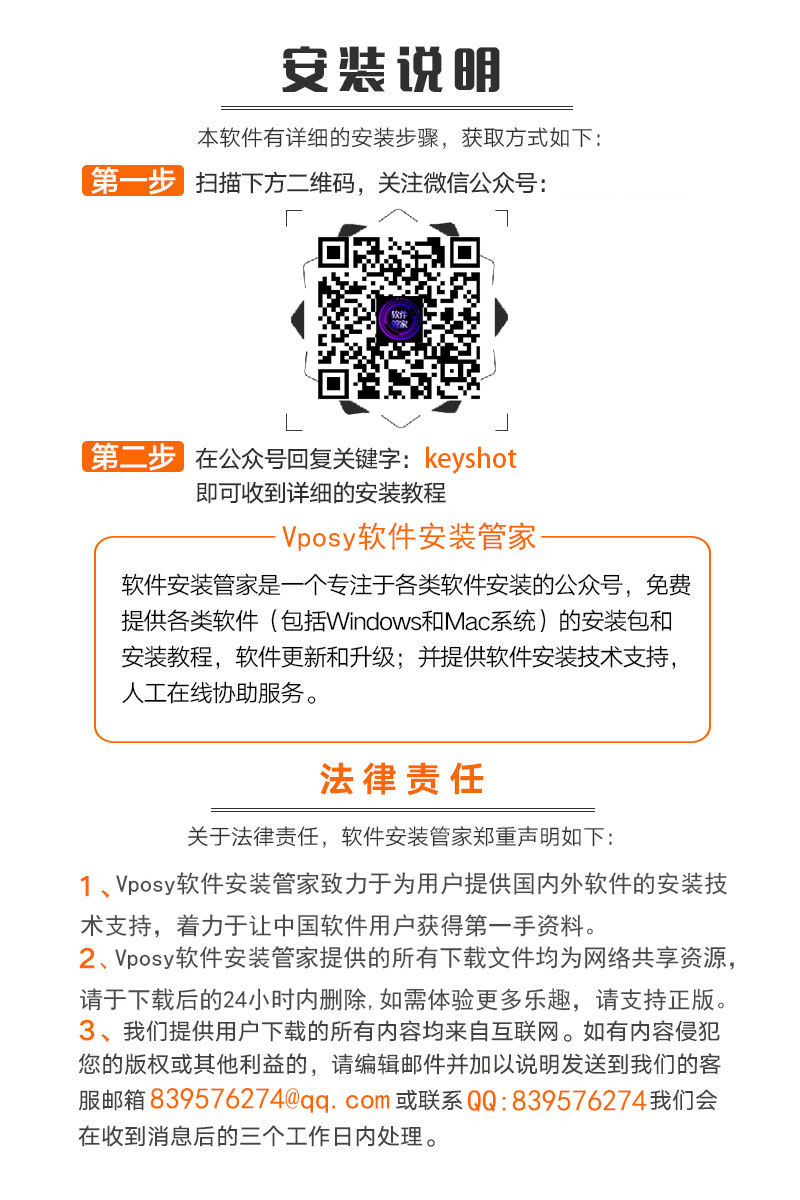 安装说明
本软件有详细的安装步骤，获取方式如下：
第一步 扫描下方二维码，关注微信公众号：
软件
管家
第二步 在公众号回复关键字：keyshot
即可收到详细的安装教程
Vposy软件安装管家
软件安装管家是一个专注于各类软件安装的公众号，免费
提供各类软件（包括Windows和Mac系统）的安装包和
安装教程，软件更新和升级；并提供软件安装技术支持，
人工在线协助服务。
法律责任
关于法律责任，软件安装管家郑重声明如下：
1、Vposy软件安装管家致力于为用户提供国内外软件的安装技
术支持，着力于让中国软件用户获得第一手资料。
2、Vposy软件安装管家提供的所有下载文件均为网络共享资源，
请于下载后的24小时内删除,如需体验更多乐趣，请支持正版。
3、我们提供用户下载的所有内容均来自互联网。如有内容侵犯
您的版权或其他利益的，请编辑邮件并加以说明发送到我们的客
服邮箱839576274@qq.com或联系QQ:839576274我们会
在收到消息后的三个工作日内处理。